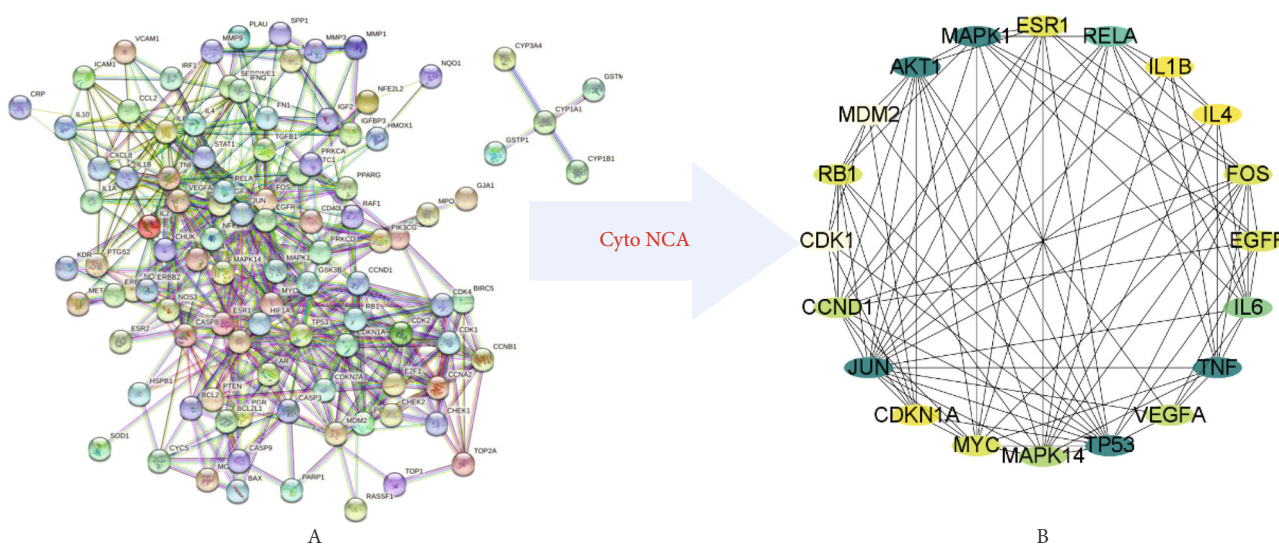 PLAU
SPP1
VCAM1
MMP9
MMP3
MMP1
ICAM1
IRF1
SERPINE1
IFNG
NQO1
CRP
CCL2
NFE2L2
IL10
IL4
FN1
IGF2
IGFBP3
HMOX1
STAT1
TGFB1
CXCL8
IL1B
TNF
PRKCA
IL1A
RELA
PPARG
VEGFA
FOS
GJA1
JUN
EGFR
CD40L
RAF1
MPO
IL2
PIK3CG
CHUK
PRKCD
KDR
PTGS2
MAPK14
MAPK1
GSK3B
CCND1
MET
ERBB2
NOS3
MYC
RB1
CDK4
BIRC5
ESR2
CASP8
ESR1
HIF1A
TP53
CDKN1A
CDK2
CDK1
CCNB1
AR
HSPB1
PTEN
CDKN2A
E2F1
CCNA2
BCL2
PGR
CASP3
BCL2L1
CHEK2
CHEK1
MDM2
SOD1
CYCS
CASP9
TOP2A
BAX
PARP1
TOP1
RASSF1
CYP3A4
GSTM
CYP1A1
GSTP1
CYP1B1
A
Cyto NCA
ESR1
MAPK1
RELA
AKT1
IL1B
MDM2
IL4
RB1
FOS
CDK1
EGFR
CCND1
IL6
JUN
TNF
CDKN1A
VEGFA
MYC
TP53
MAPK14
B